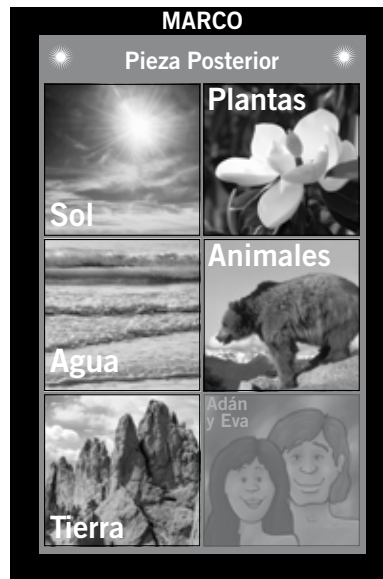 MARCO
Pieza Posterior
Sol
Plantas
Agua
Animales
Tierra
Adán
y Eva